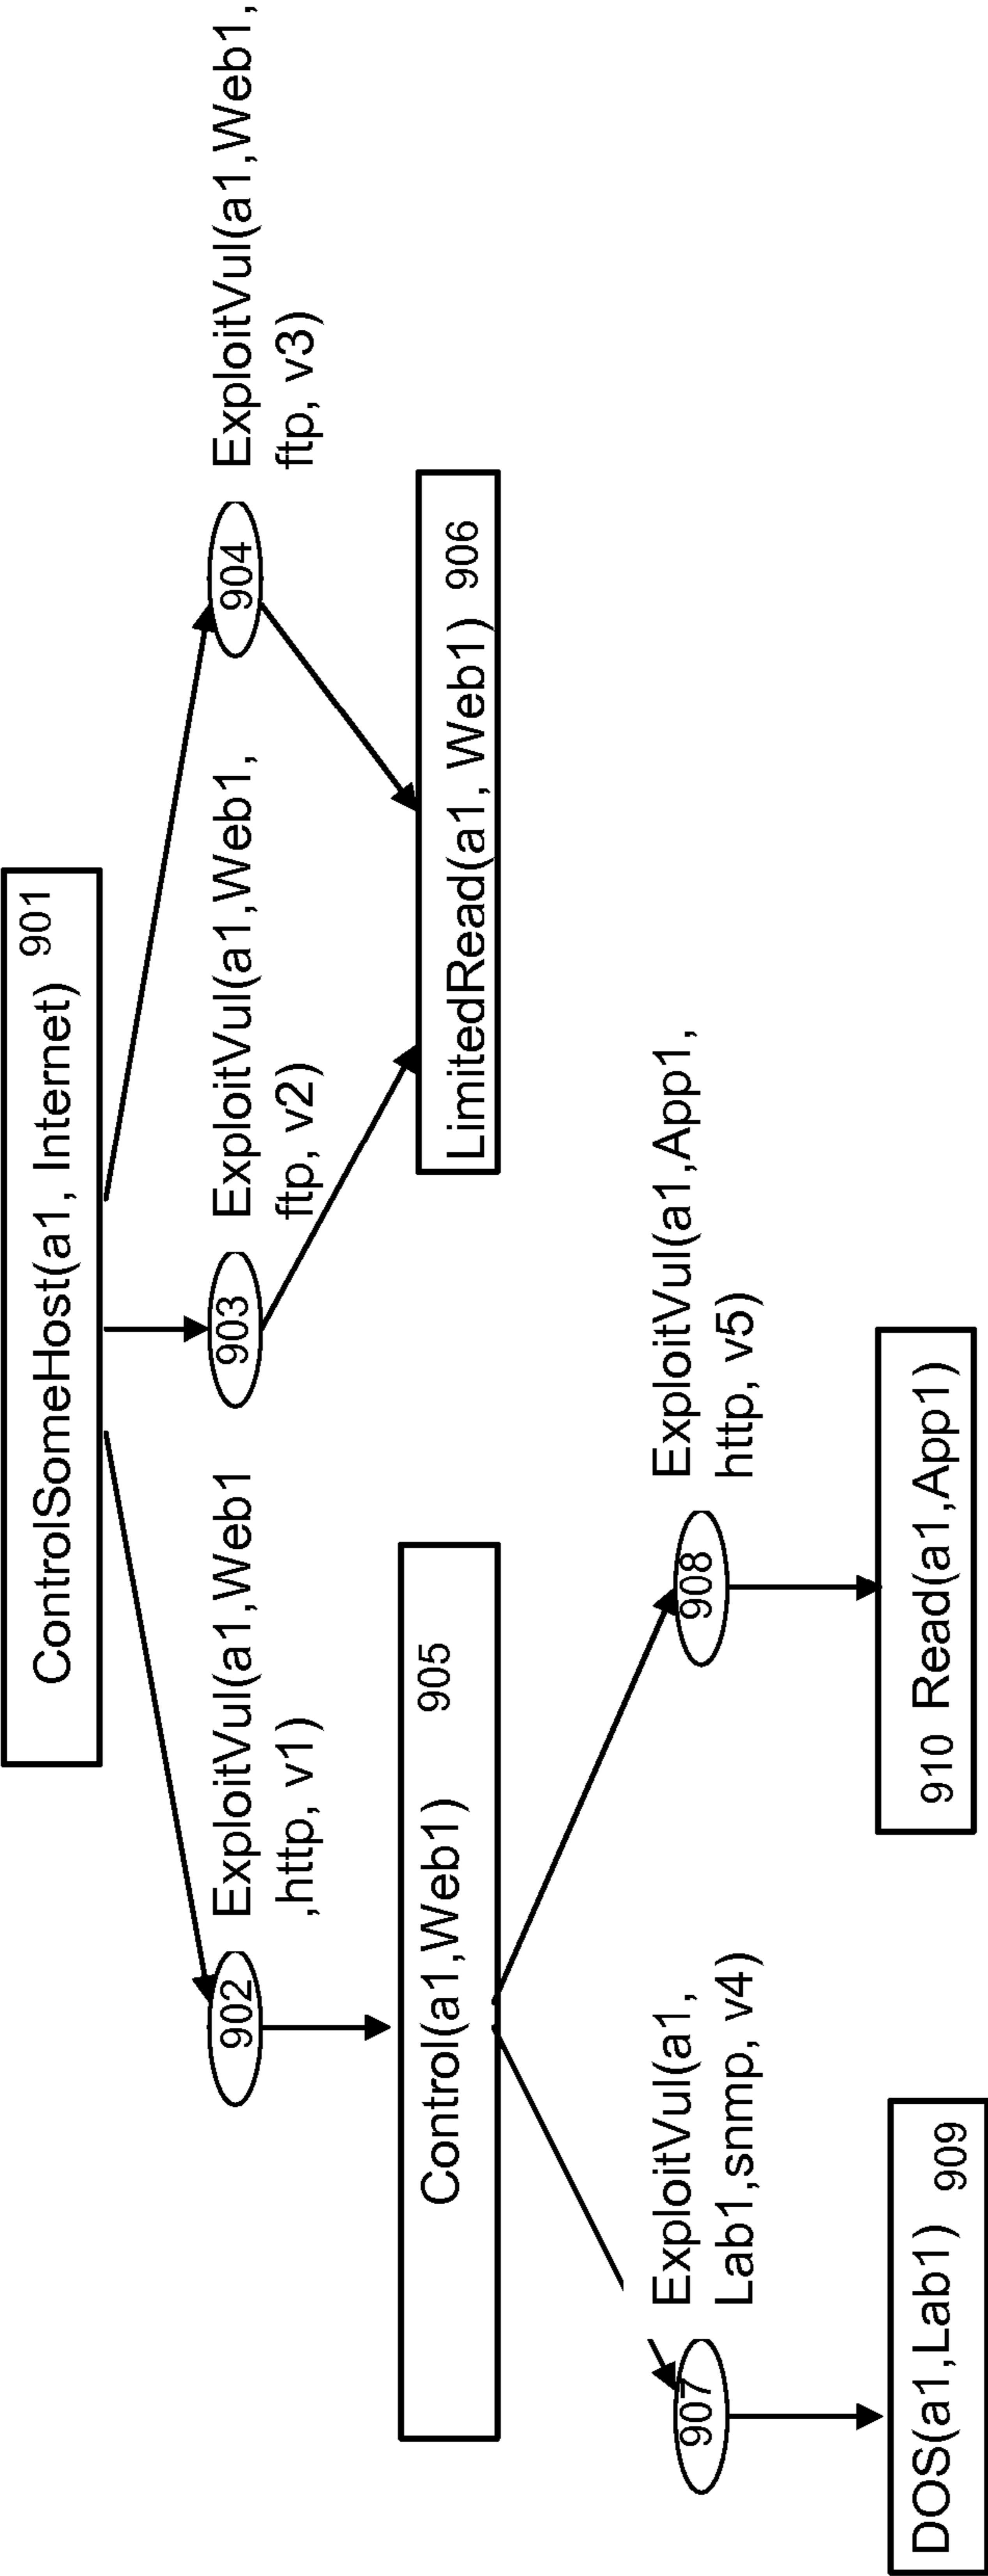 ControlSomeHost(a1, Internet) 901
902 ExploitVul(a1,Web1
,http, v1)
903 ExploitVul(a1,Web1,
ftp, v2)
904 ExploitVul(a1,Web1,
ftp, v3)
Control(a1,Web1) 905
LimitedRead(a1, Web1) 906
907 ExploitVul(a1,
Lab1,snmp, v4)
908 ExploitVul(a1,App1,
http, v5)
DOS(a1,Lab1) 909
910 Read(a1,App1)